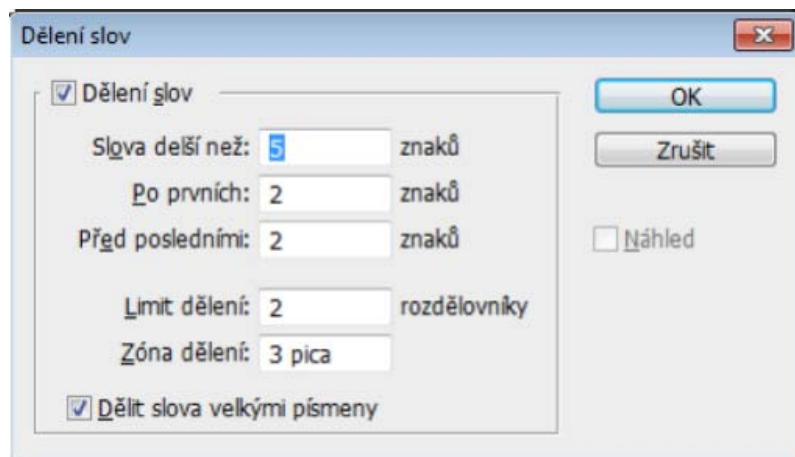 Dělení slov
Dělení slov
OK
Slova delší než: 5 znaků
Zrušit
Po prvních: 2 znaků
Před posledními: 2 znaků
Náhled
Limit dělení: 2 rozdělovníky
Zóna dělení: 3 pica
Dělit slova velkými písmeny